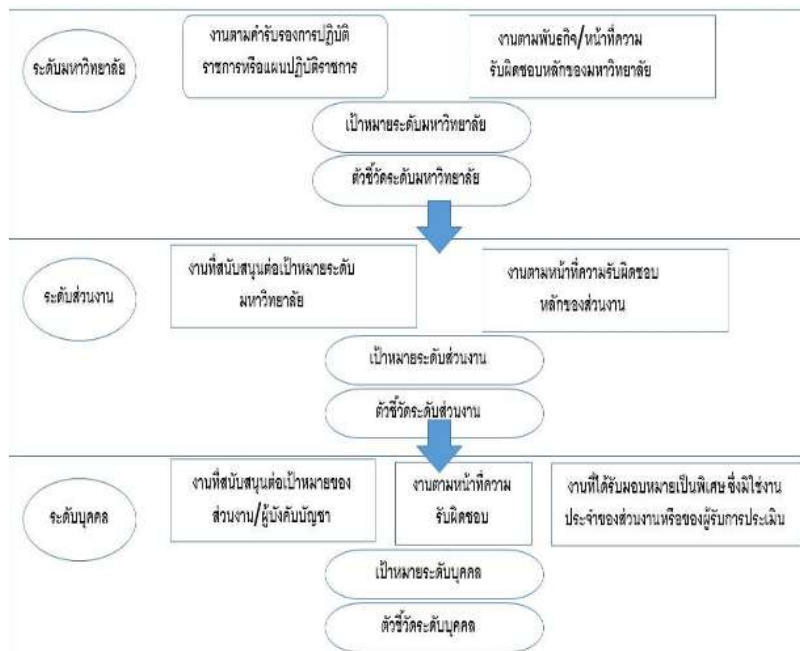 ระดับมหาวิทยาลัย
งานตามคำรับรองการปฏิบัติ
ราชการหรือแผนปฏิบัติราชการ
งานตามพันธกิจ/หน้าที่ความ
รับผิดชอบหลักของมหาวิทยาลัย
เป้าหมายระดับมหาวิทยาลัย
ตัวชี้วัดระดับมหาวิทยาลัย
ระดับส่วนงาน
งานที่สนับสนุนต่อเป้าหมายระดับ
มหาวิทยาลัย
งานตามหน้าที่ความรับผิดชอบ
หลักของส่วนงาน
เป้าหมายระดับส่วนงาน
ตัวชี้วัดระดับส่วนงาน
ระดับบุคคล
งานที่สนับสนุนต่อเป้าหมายของ
ส่วนงาน/ผู้บังคับบัญชา
งานตามหน้าที่ความ
รับผิดชอบ
งานที่ได้รับมอบหมายเป็นพิเศษ ซึ่งมิใช่งาน
ประจำของส่วนงานหรือของผู้รับการประเมิน
เป้าหมายระดับบุคคล
ตัวชี้วัดระดับบุคคล